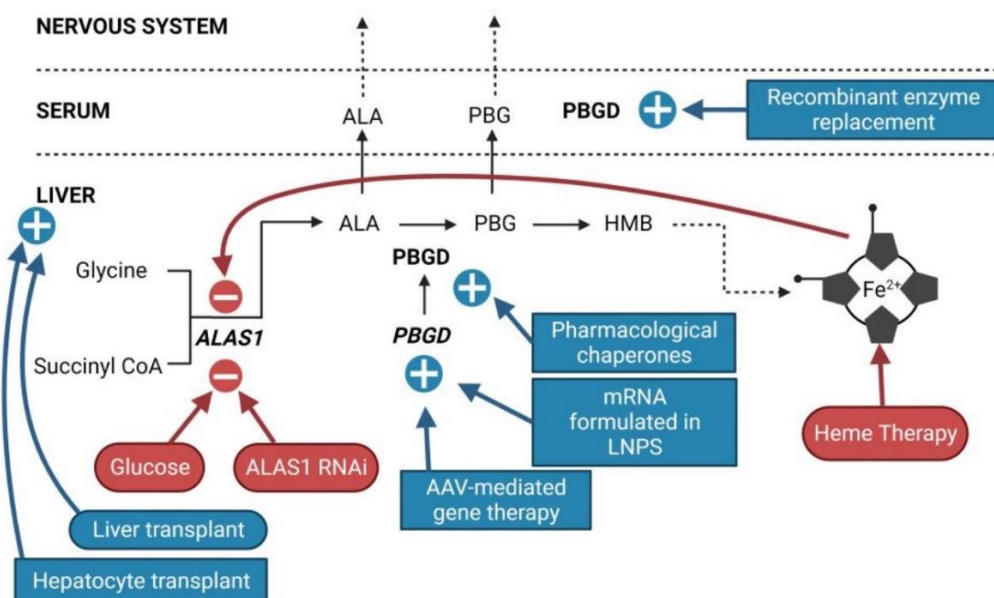 NERVOUS SYSTEM
SERUM
ALA
PBG
PBGD
Recombinant enzyme
replacement
LIVER
Glycine
Succinyl CoA
ALAS1
ALA
PBG
HMB
PBGD
PBGD
Fe²⁺
Pharmacological
chaperones
mRNA
formulated in
LNPS
AAV-mediated
gene therapy
Heme Therapy
Glucose
ALAS1 RNAi
Liver transplant
Hepatocyte transplant